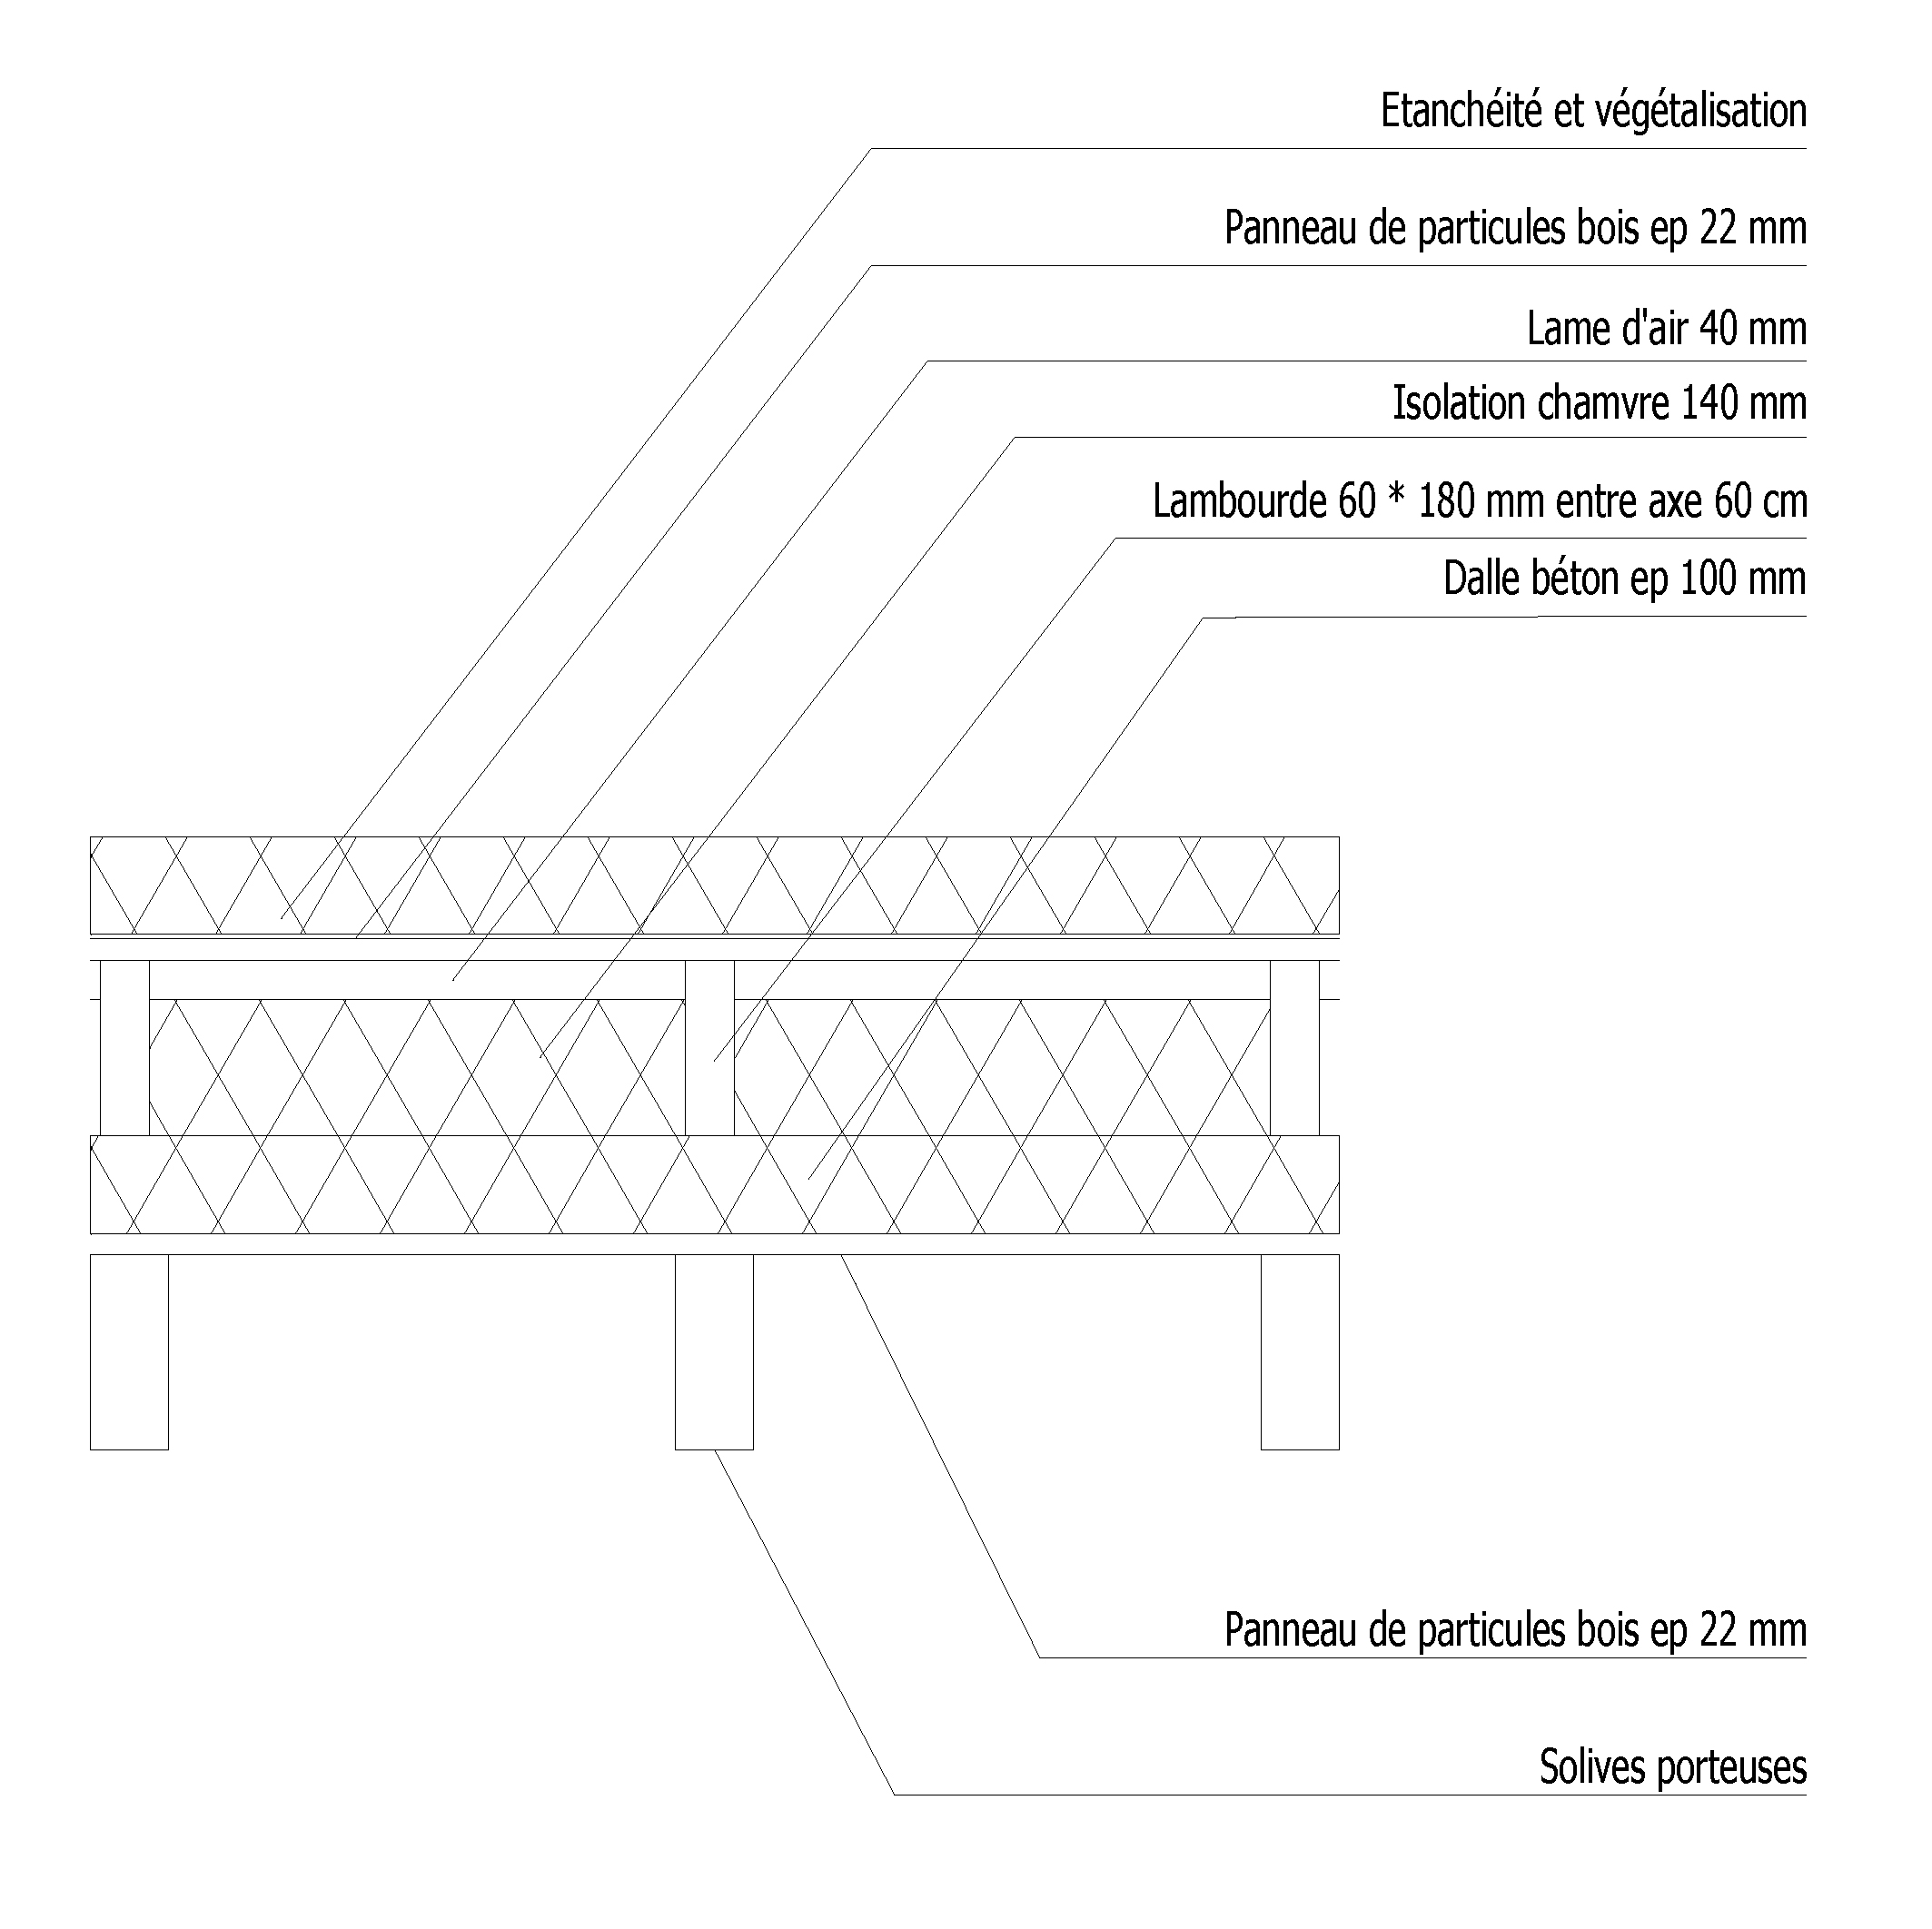 Etanchéité et végétalisation
Panneau de particules bois ep 22 mm
Lame d'air 40 mm
Isolation chamvre 140 mm
Lambourde 60 * 180 mm entre axe 60 cm
Dalle béton ep 100 mm
Panneau de particules bois ep 22 mm
Solives porteuses